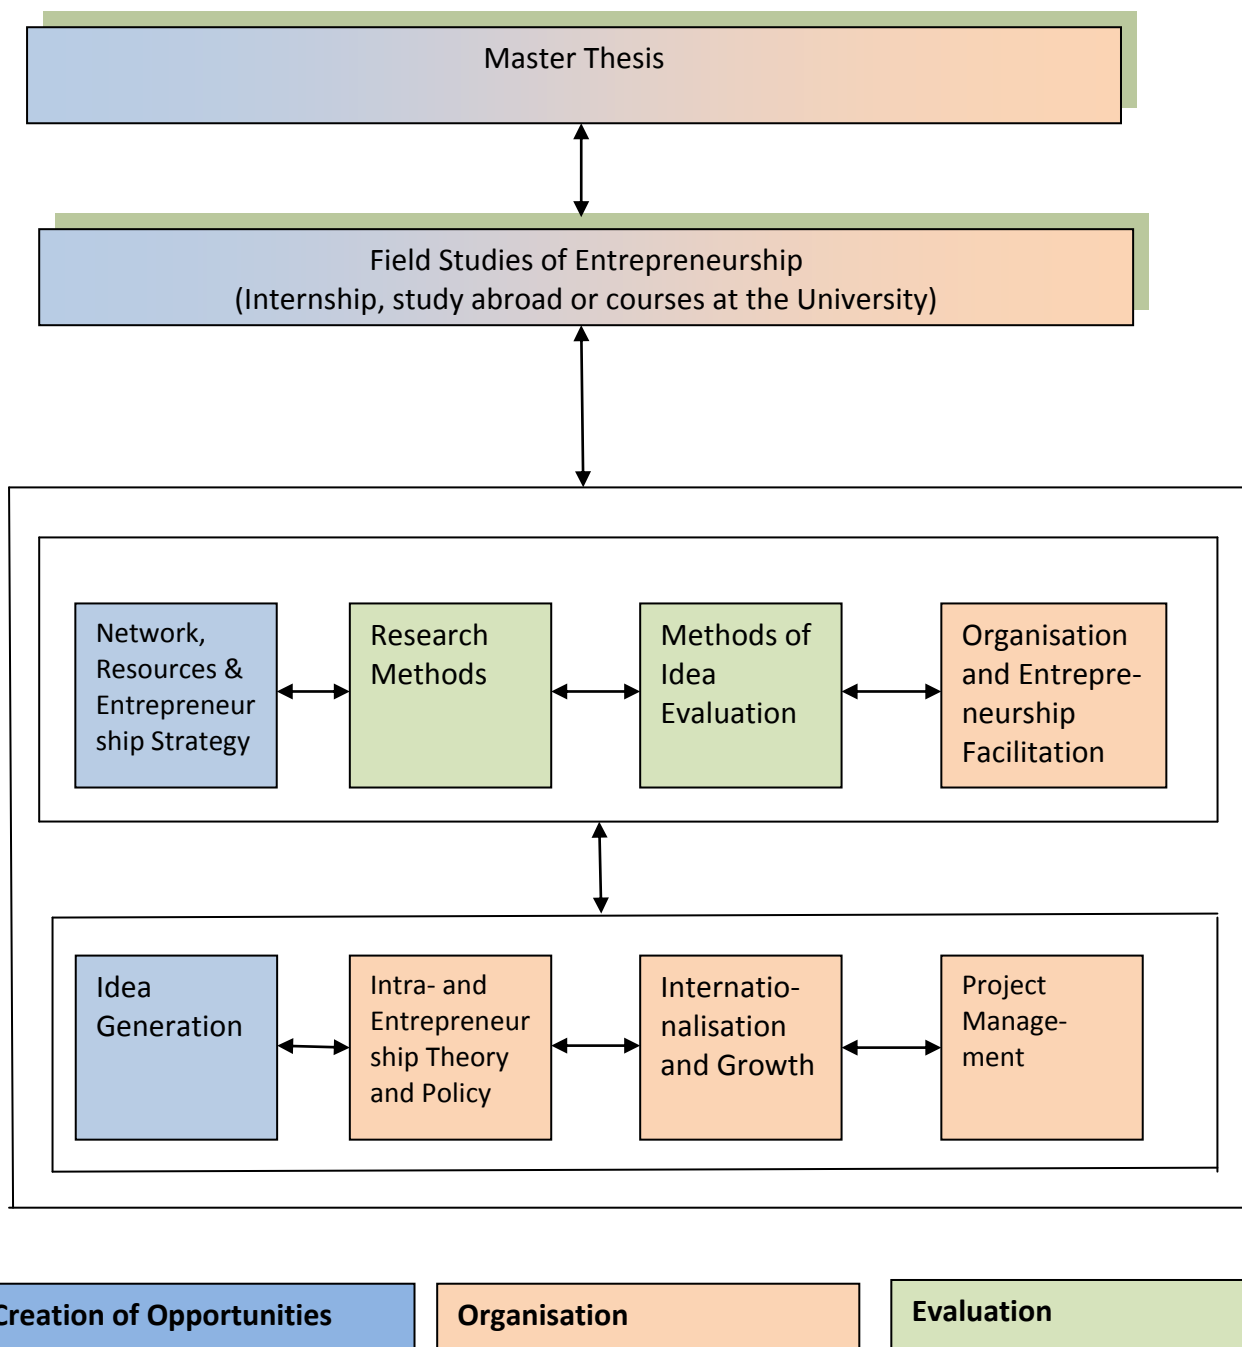 Master Thesis
Field Studies of Entrepreneurship
(Internship, study abroad or courses at the University)
Network,
Resources &
Entrepreneur
ship Strategy
Research
Methods
Methods of
Idea
Evaluation
Organisation
and Entrepre-
neurship
Facilitation
Idea
Generation
Intra- and
Entrepreneur
ship Theory
and Policy
Internatio-
nalisation
and Growth
Project
Manage-
ment
Creation of Opportunities
Organisation
Evaluation